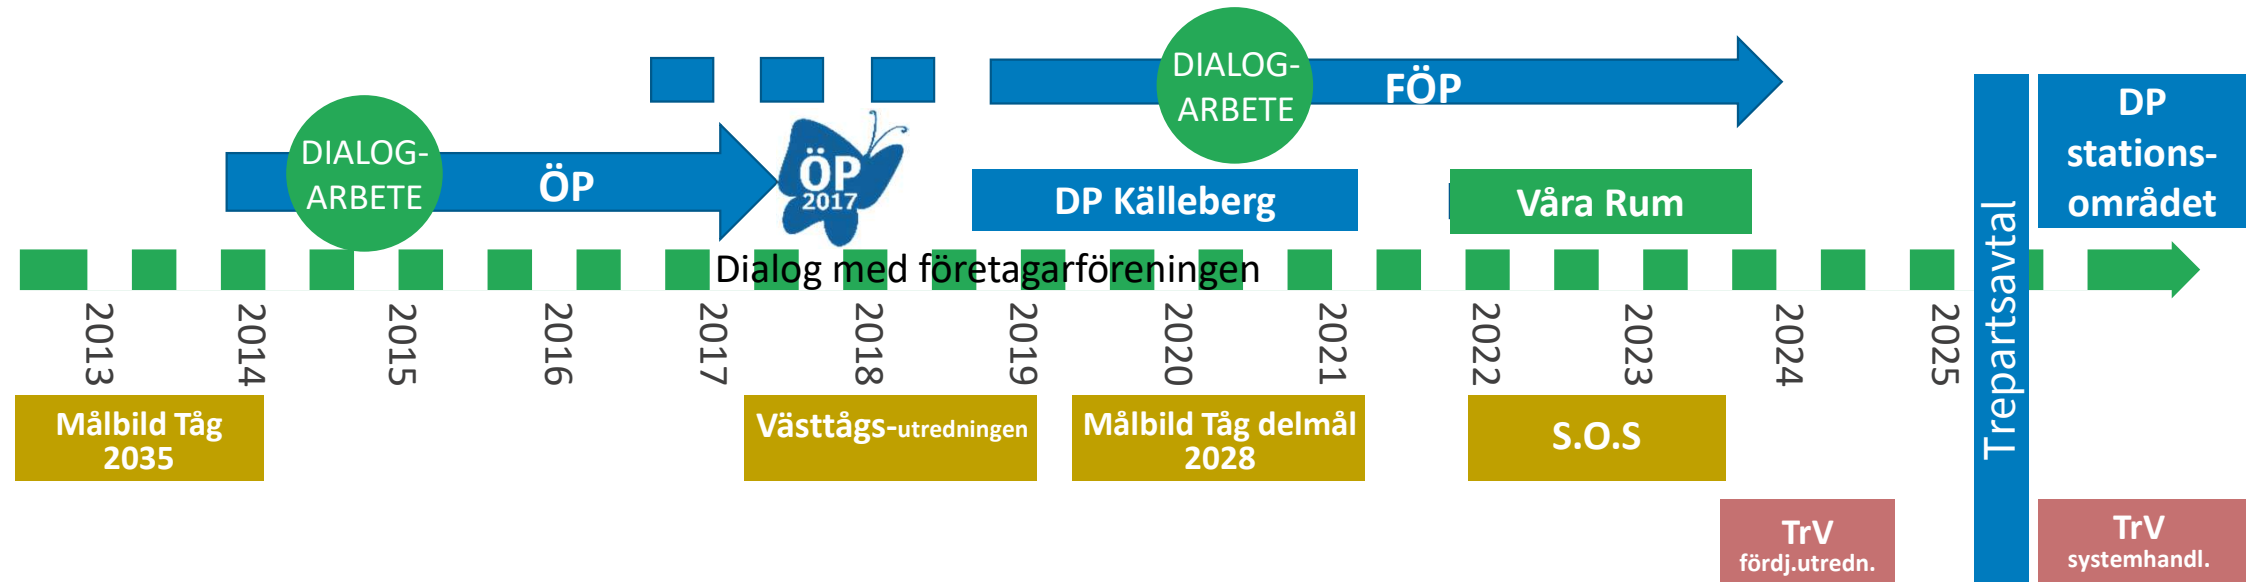 DIALOG-
ARBETE
FÖP
DP
stations-
området
DIALOG-
ARBETE
ÖP
ÖP
2017
DP Källeberg
Våra Rum
Trepartsavtal
Dialog med företagarföreningen
2013
2014
2015
2016
2017
2018
2019
2020
2021
2022
2023
2024
2025
Målbild Tåg
2035
Västtågs-utredningen
Målbild Tåg delmål
2028
S.O.S
TrV
fördj.utredn.
TrV
systemhandl.